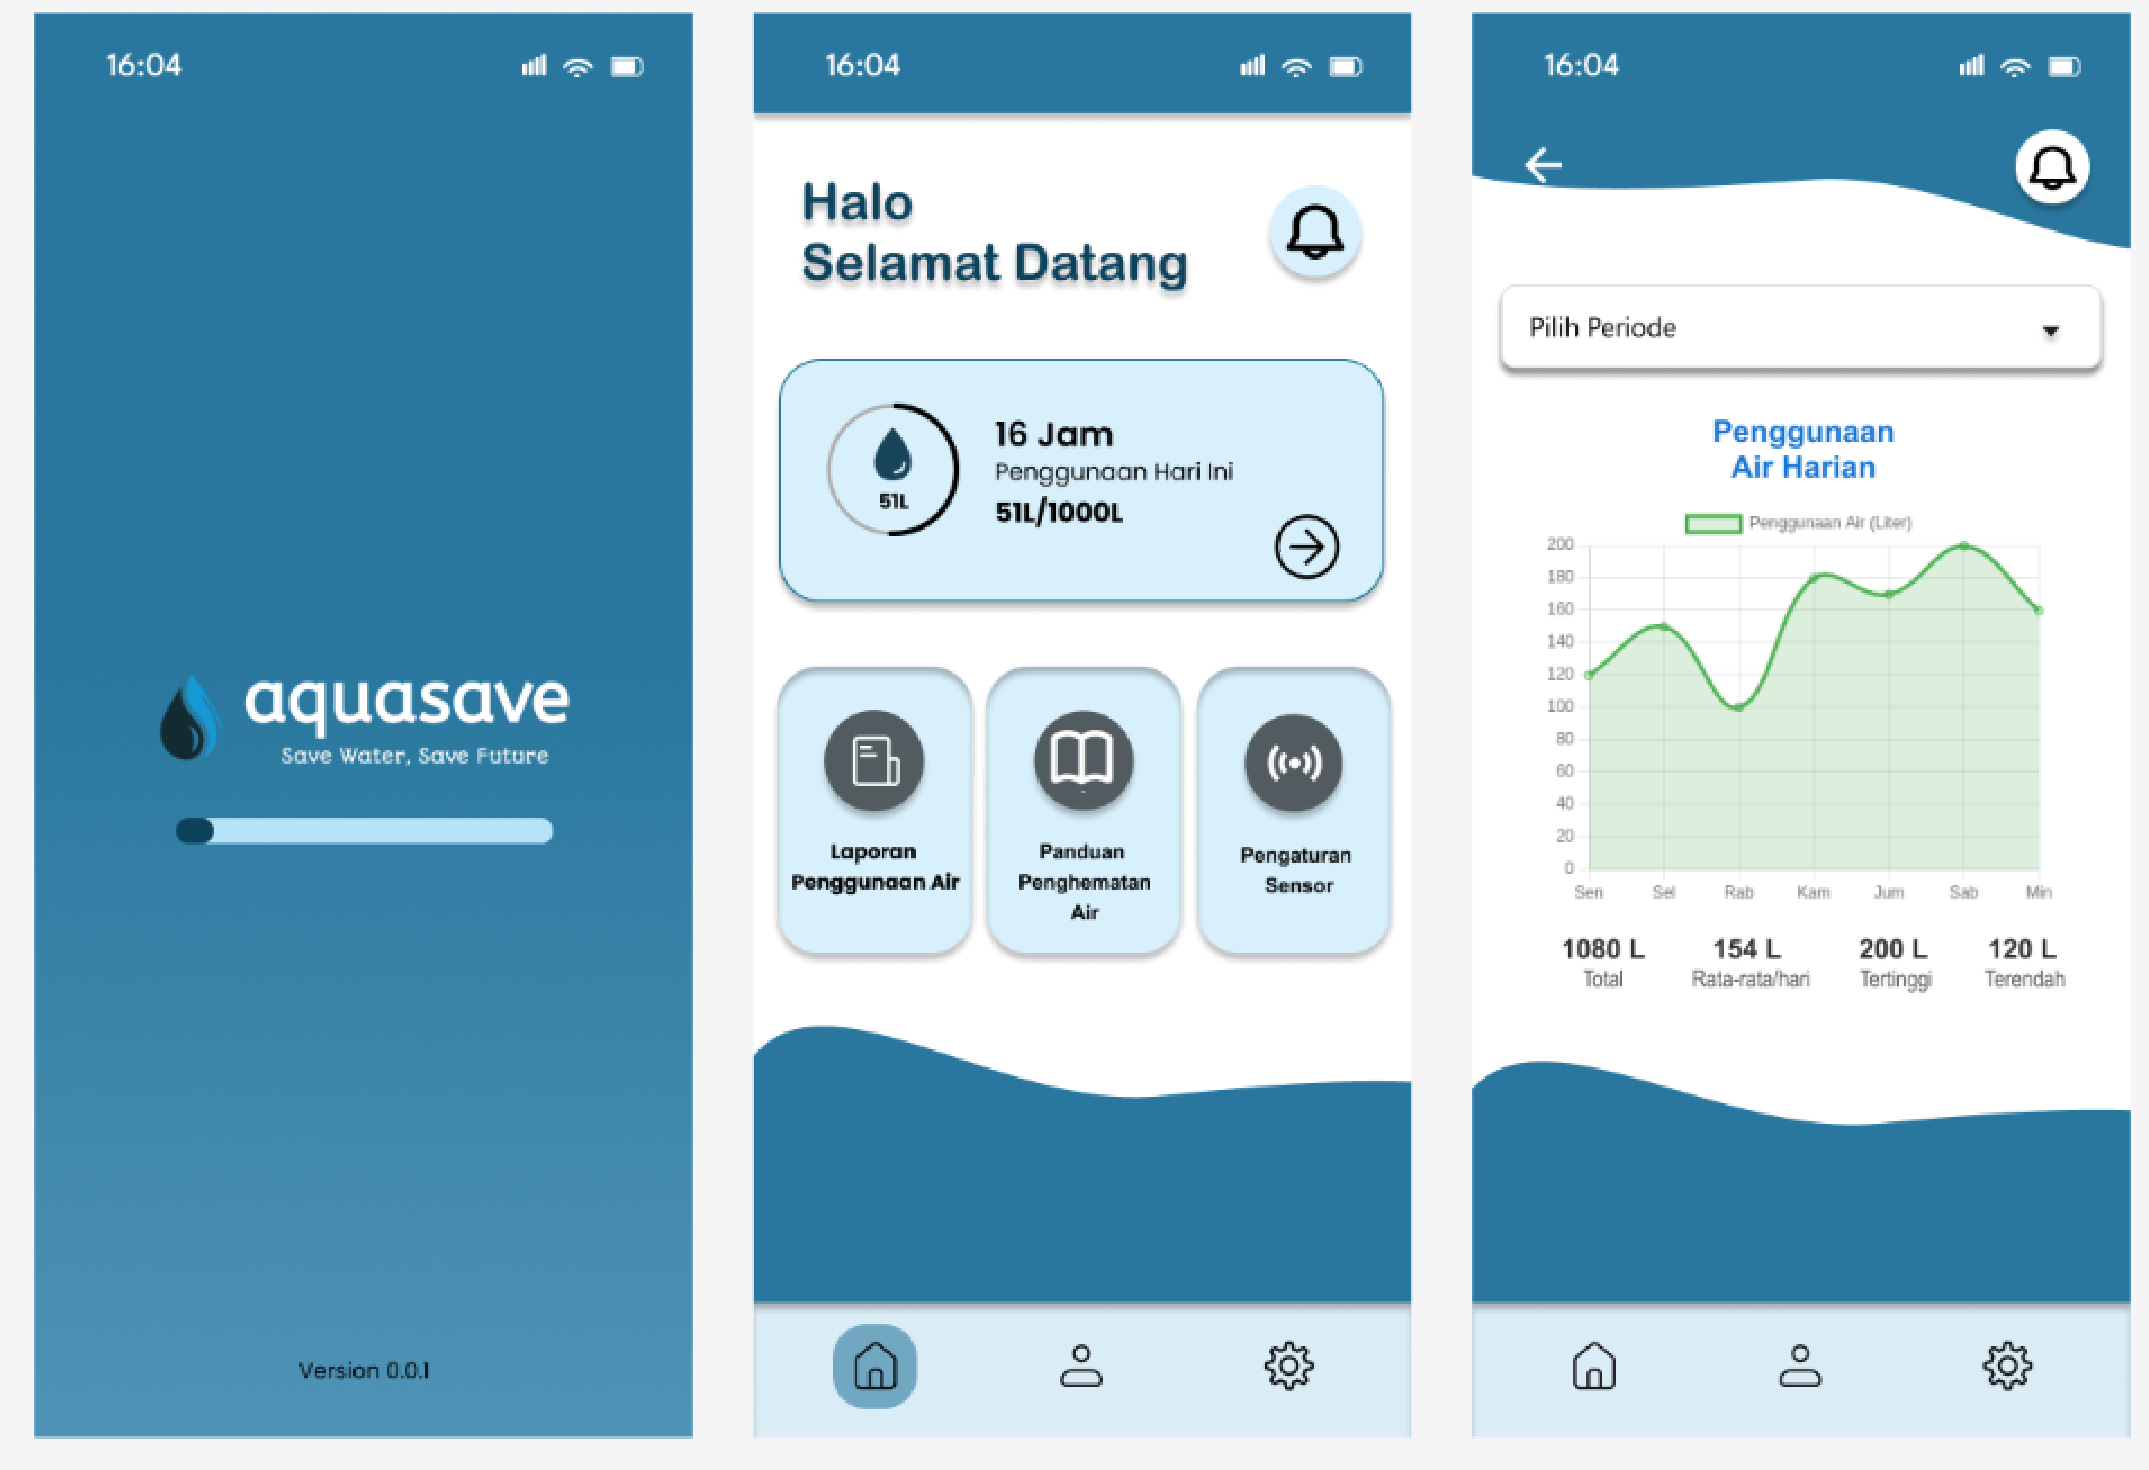 16:04
aquasave
Save Water, Save Future
Version 0.0.1
16:04
Halo
Selamat Datang
51L
16 Jam
Penggunaan Hari Ini
51L/1000L
Laporan
Penggunaan Air
Panduan
Penghematan
Air
Pengaturan
Sensor
16:04
Pilih Periode
Penggunaan
Air Harian
Penggunaan Air (Liter)
200
180
160
140
120
100
80
60
40
20
0
Sen Sel Rab Kam Jum Sab Min
1080 L 154 L 200 L 120 L
Total Rata-rata/hari Tertinggi Terendah